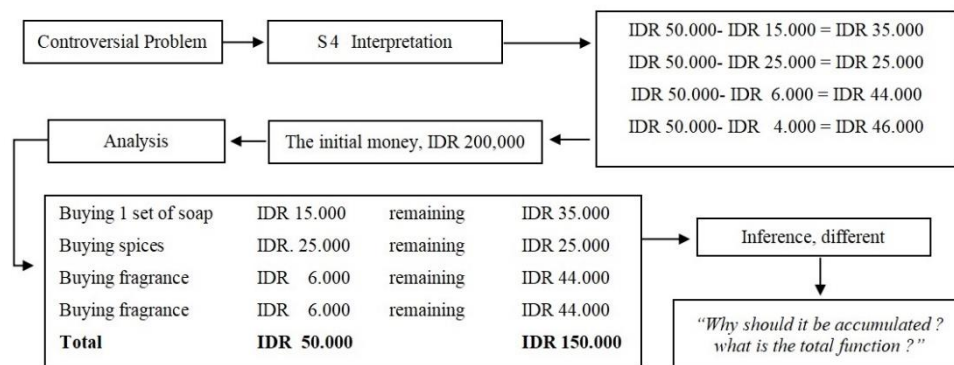 Controversial Problem
S4 Interpretation
IDR 50.000- IDR 15.000 = IDR 35.000
IDR 50.000- IDR 25.000 = IDR 25.000
IDR 50.000- IDR 6.000 = IDR 44.000
IDR 50.000- IDR 4.000 = IDR 46.000
The initial money, IDR 200,000
Analysis
Buying 1 set of soap IDR 15.000 remaining IDR 35.000
Buying spices IDR. 25.000 remaining IDR 25.000
Buying fragrance IDR 6.000 remaining IDR 44.000
Buying fragrance IDR 6.000 remaining IDR 44.000
Total IDR 50.000 IDR 150.000
Inference, different
“Why should it be accumulated ?
what is the total function ?”